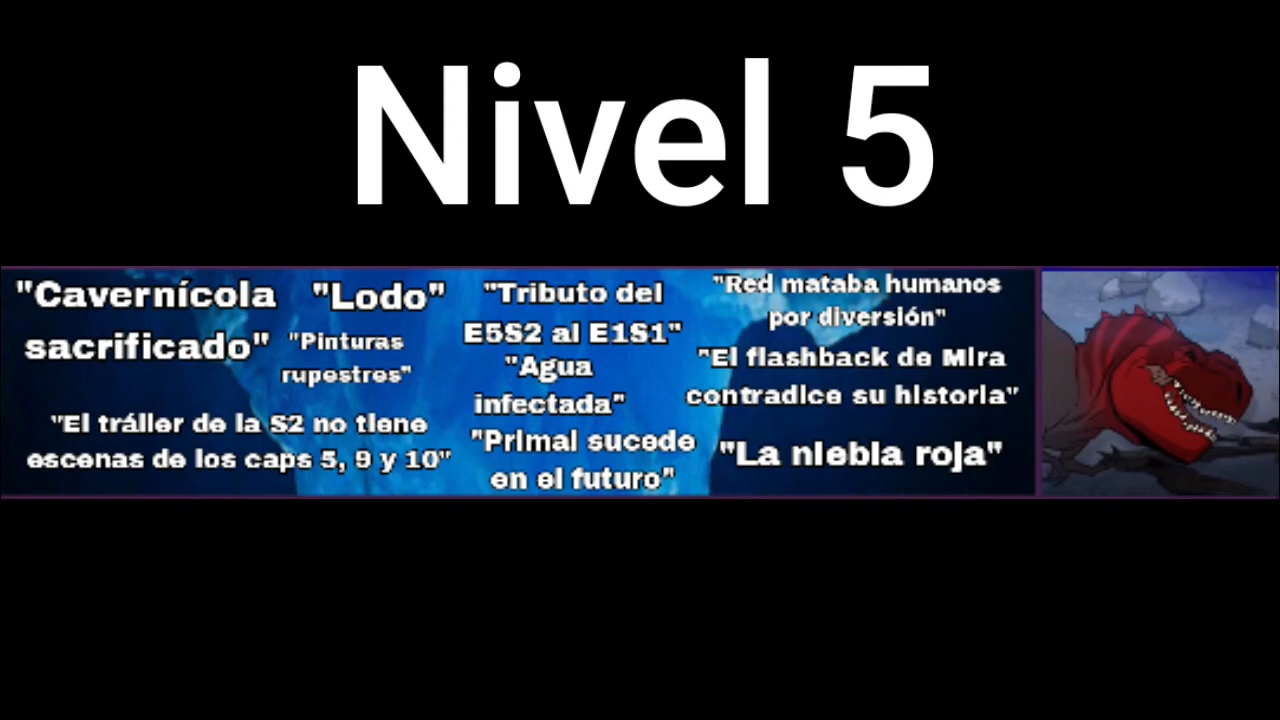 Nivel 5
"Cavernícola
sacrificado"
"Lodo"
"Pinturas
rupestres"
"El tráiler de la S2 no tiene
escenas de los caps 5, 9 y 10"
"Tributo del
E5S2 al E1S1"
"Agua
infectada"
"Primal sucede
en el futuro"
"Red mataba humanos
por diversión"
"El flashback de Mira
contradice su historia"
"La niebla roja"